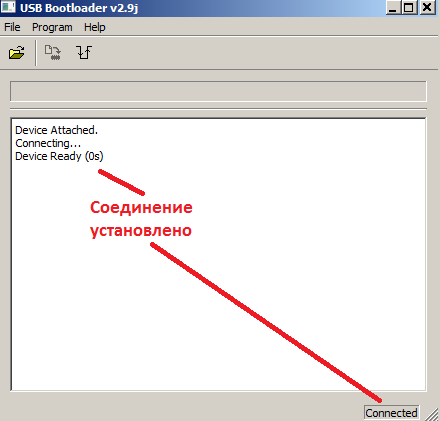 USB Bootloader v2.9j
File Program Help
Device Attached.
Connecting...
Device Ready (0s)
Соединение
установлено
Connected